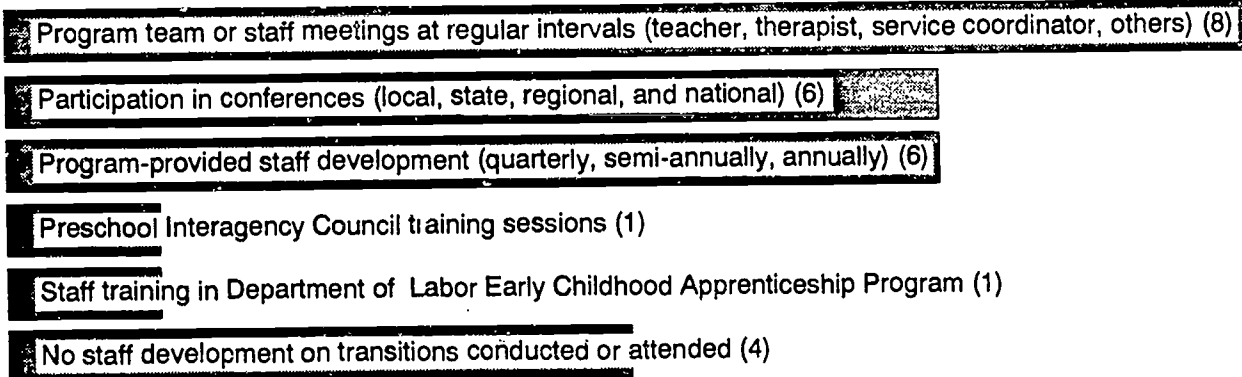 Program team or staff meetings at regular intervals (teacher, therapist, service coordinator, others) (8)
Participation in conferences (local, state, regional, and national) (6)
Program-provided staff development (quarterly, semi-annually, annually) (6)
Preschool Interagency Council training sessions (1)
Staff training in Department of Labor Early Childhood Apprenticeship Program (1)
No staff development on transitions conducted or attended (4)